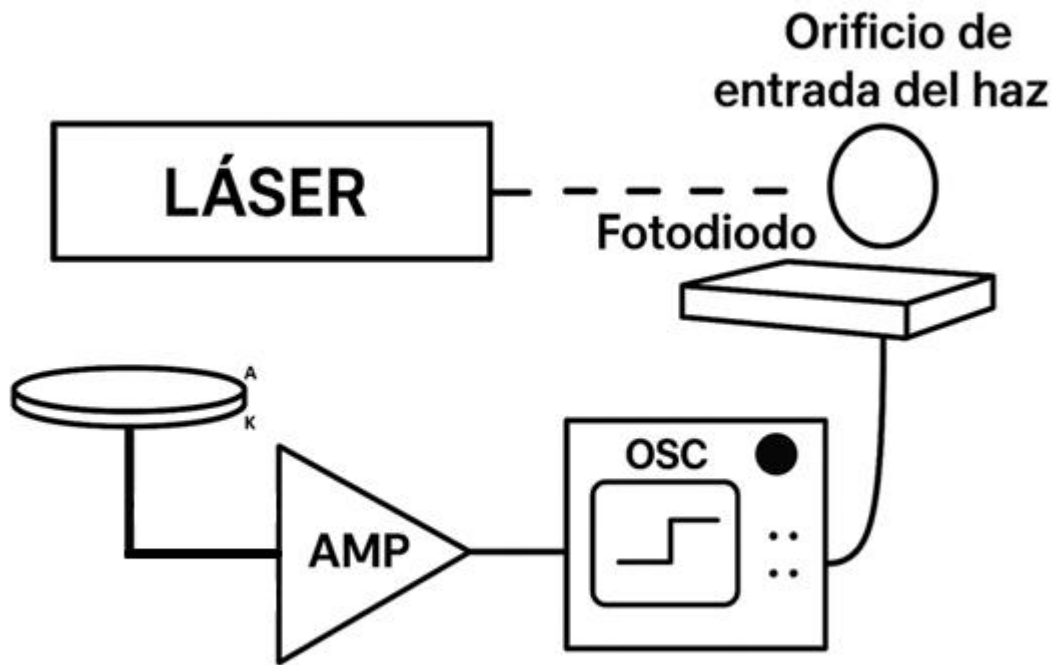 Orificio de
entrada del haz
LÁSER
Fotodiodo
A
K
OSC
AMP